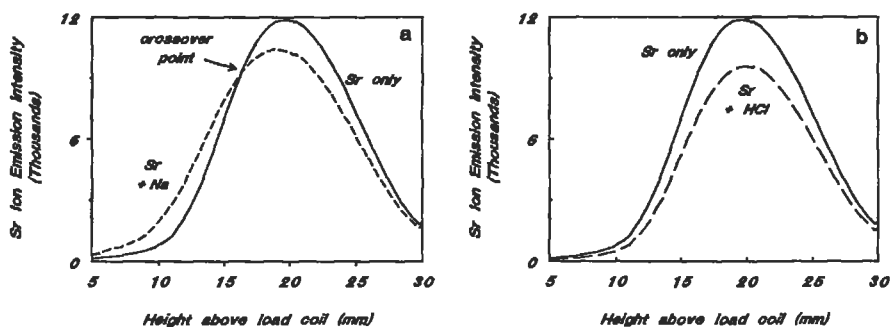 12
6
0
Sr Ion Emission Intensity
(Thousands)
a
crossover
point
Sr only
Sr
+ Na
5 10 15 20 25 30
Height above load coil (mm)
12
6
0
Sr Ion Emission Intensity
(Thousands)
b
Sr only
Sr
+ HCl
5 10 15 20 25 30
Height above load coil (mm)